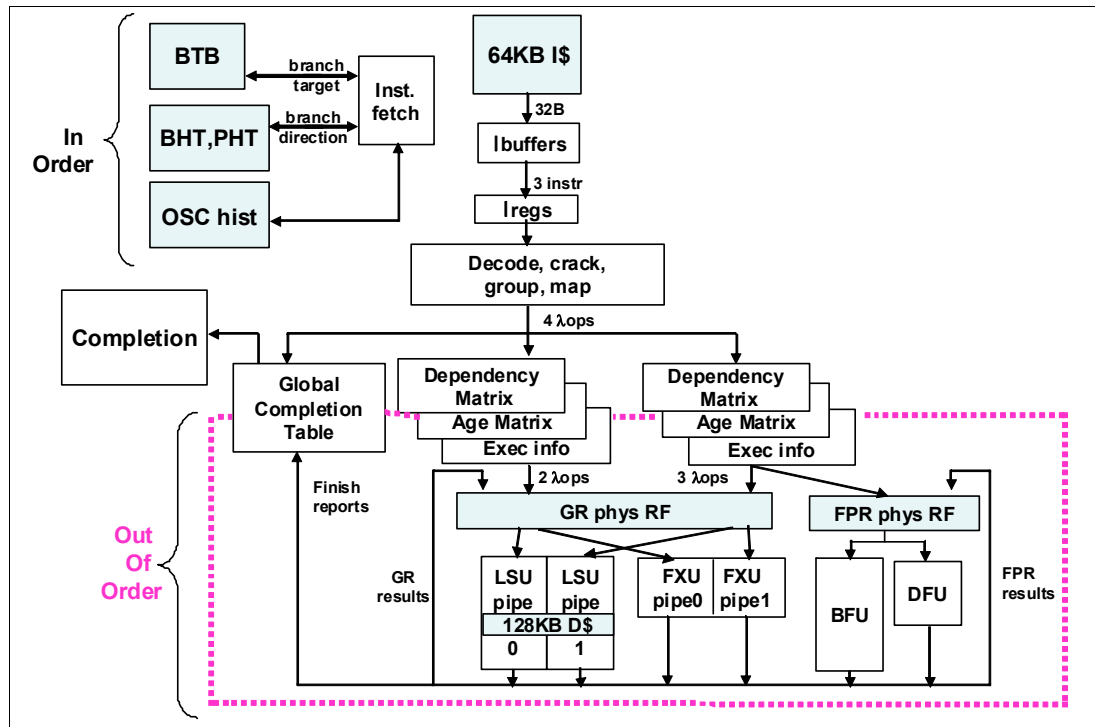 BTB
branch
target
Inst.
fetch
BHT,PHT
branch
direction
OSC hist
In
Order
64KB I$
32B
Ibuffers
3 instr
Iregs
Decode, crack,
group, map
4 λops
Completion
Global
Completion
Table
Dependency
Matrix
Age Matrix
Exec info
Dependency
Matrix
Age Matrix
Exec info
Out
Of
Order
Finish
reports
2 λops
3 λops
GR phys RF
FPR phys RF
GR
results
LSU
pipe
LSU
pipe
128KB D$
0
1
FXU
pipe0
FXU
pipe1
BFU
DFU
FPR
results